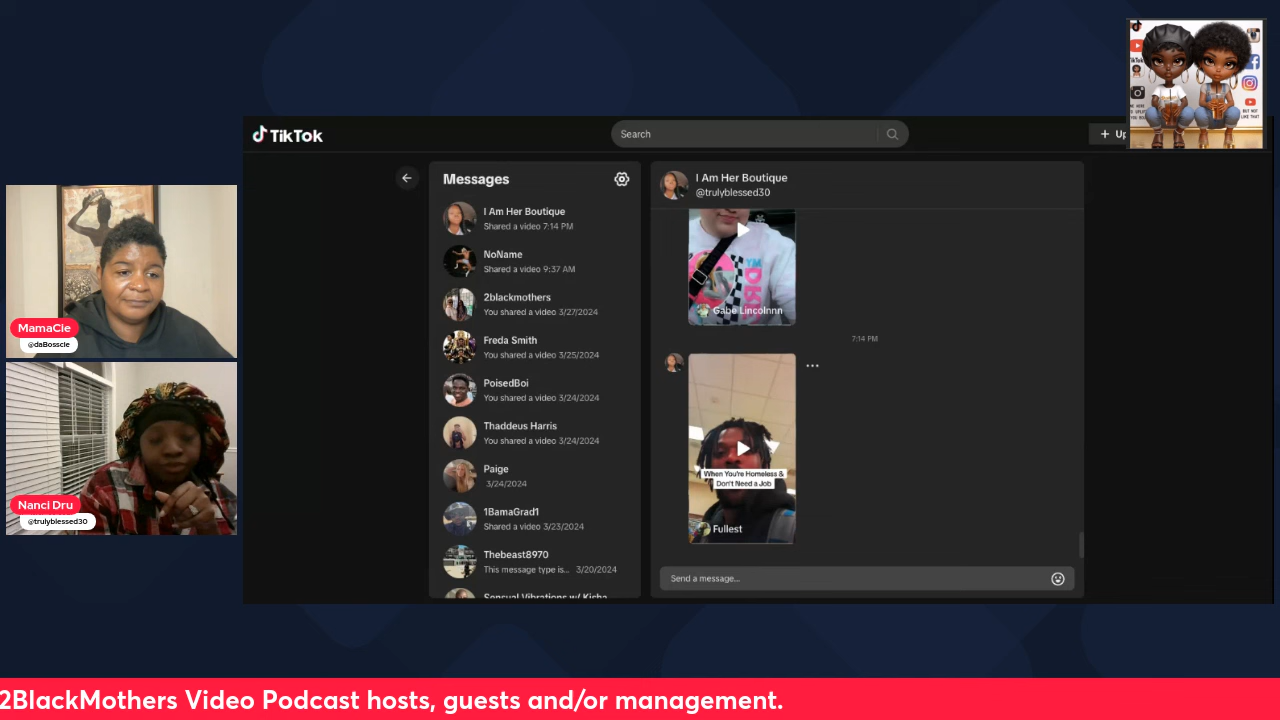 TikTok
Search
+ Up
Messages
I Am Her Boutique
Shared a video 7:14 PM
NoName
Shared a video 9:37 AM
2blackmothers
You shared a video 3/27/2024
Freda Smith
You shared a video 3/25/2024
PoisedBoi
You shared a video 3/24/2024
Thaddeus Harris
You shared a video 3/24/2024
Paige
3/24/2024
1BamaGrad1
Shared a video 3/23/2024
Thebeast8970
This message type is... 3/20/2024
Sensual Vibrations w/ Kisha
I Am Her Boutique
@trulyblessed30
Gabe Lincolnnn
7:14 PM
When You're Homeless &
Don't Need a Job
Fullest
Send a message...
MamaCie
@daBosscie
Nanci Dru
@trulyblessed30
2BlackMothers Video Podcast hosts, guests and/or management.